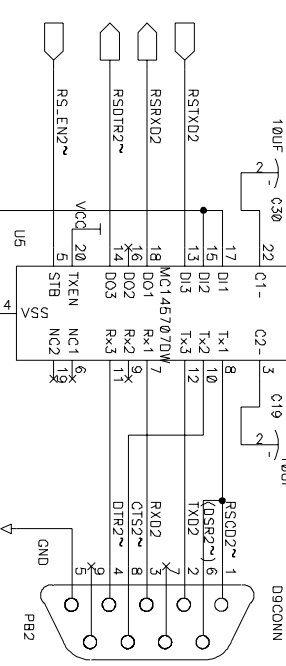 RS_EN2~
RSDTR2~
RSRXD2
RSTXD2
10UF
2
-
C30
VCC
U5
5
20
14
16
18
13
15
17
22
STB
TXEN
DO3
DO2
DO1
DI3
DI2
DI1
C1-
4
VSS
MC145707DW
NC2
NC1
Rx3
Rx2
Rx1
Tx3
Tx2
Tx1
C2-
19
6
11
9
7
12
10
8
3
C19
2
-
GND
DTR2~
CTS2~
RXD2
TXD2
(DSR2~)
RSCD2~
5
9
4
8
3
7
2
6
1
PB2
D9CONN